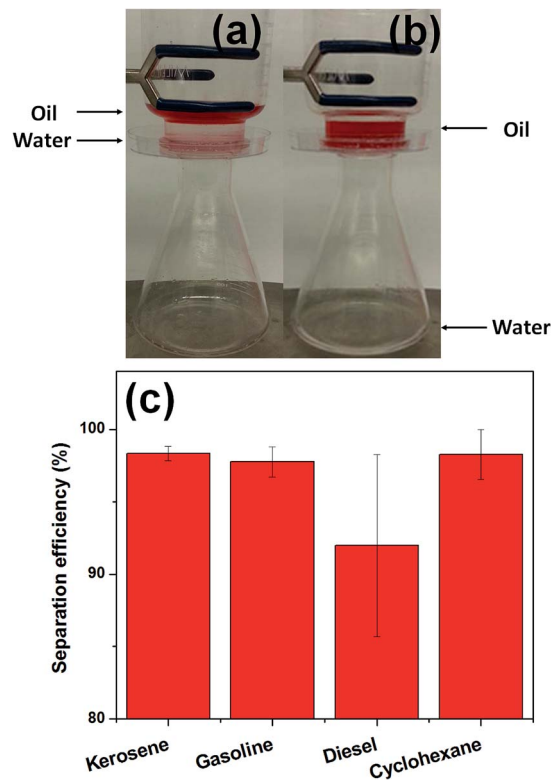 (a)
(b)
Oil
Water
Oil
Water
(c)
Separation efficiency (%)
100
90
80
Kerosene
Gasoline
Diesel
Cyclohexane